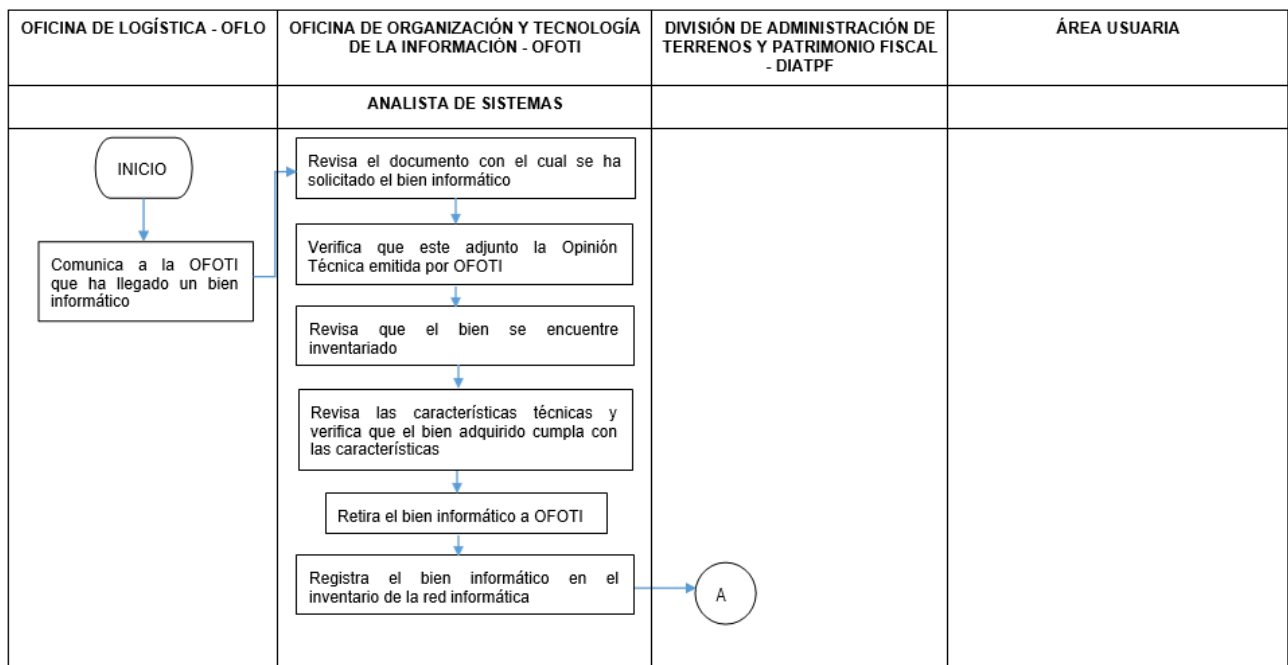 OFICINA DE LOGÍSTICA - OFLO
OFICINA DE ORGANIZACIÓN Y TECNOLOGÍA
DE LA INFORMACIÓN - OFOTI
DIVISIÓN DE ADMINISTRACIÓN DE
TERRENOS Y PATRIMONIO FISCAL
- DIATPF
ÁREA USUARIA
ANALISTA DE SISTEMAS
INICIO
Comunica a la OFOTI
que ha llegado un bien
informático
Revisa el documento con el cual se ha
solicitado el bien informático
Verifica que este adjunto la Opinión
Técnica emitida por OFOTI
Revisa que el bien se encuentre
inventariado
Revisa las características técnicas y
verifica que el bien adquirido cumpla con
las características
Retira el bien informático a OFOTI
Registra el bien informático en el
inventario de la red informática
A